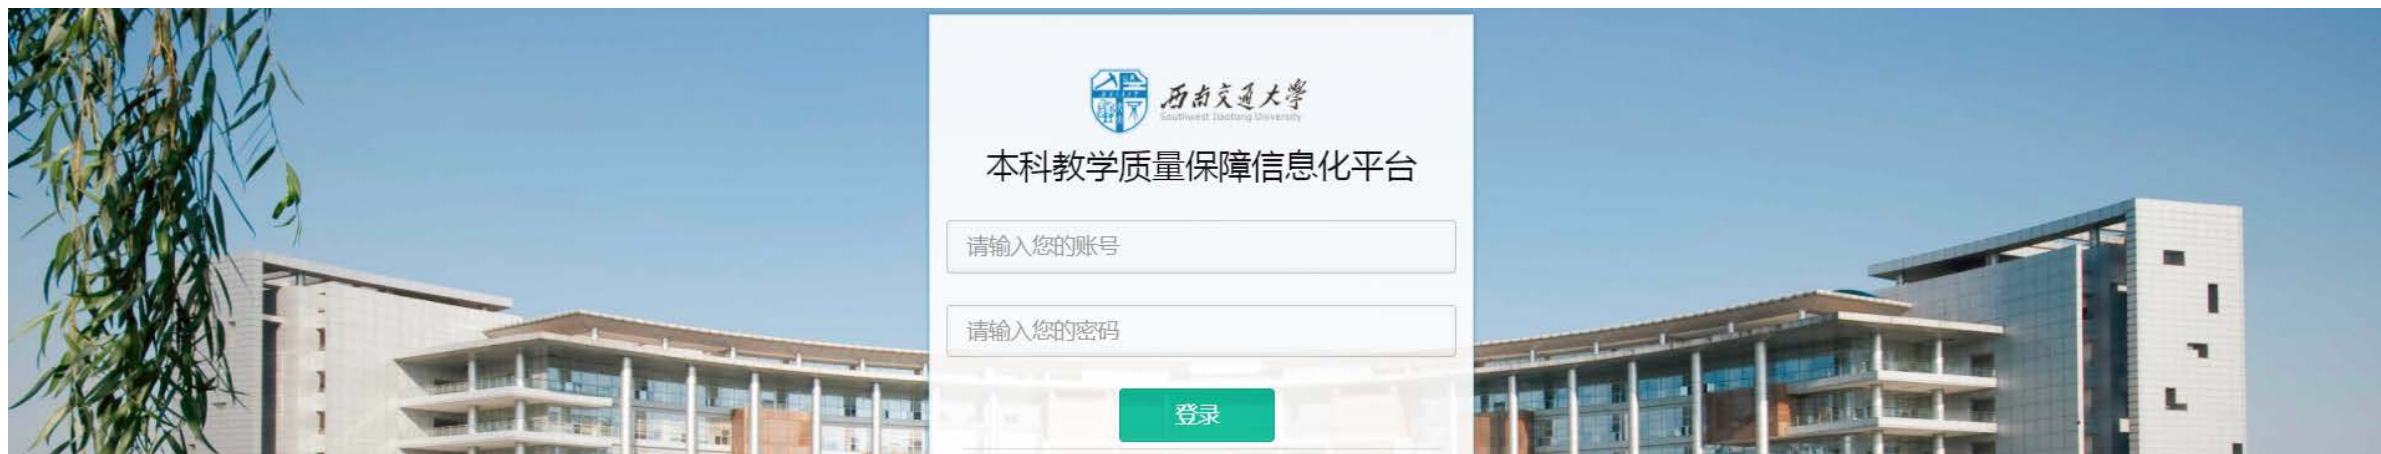 西南交通大學
Southwest Jiaotong University
本科教学质量保障信息化平台
请输入您的账号
请输入您的密码
登录